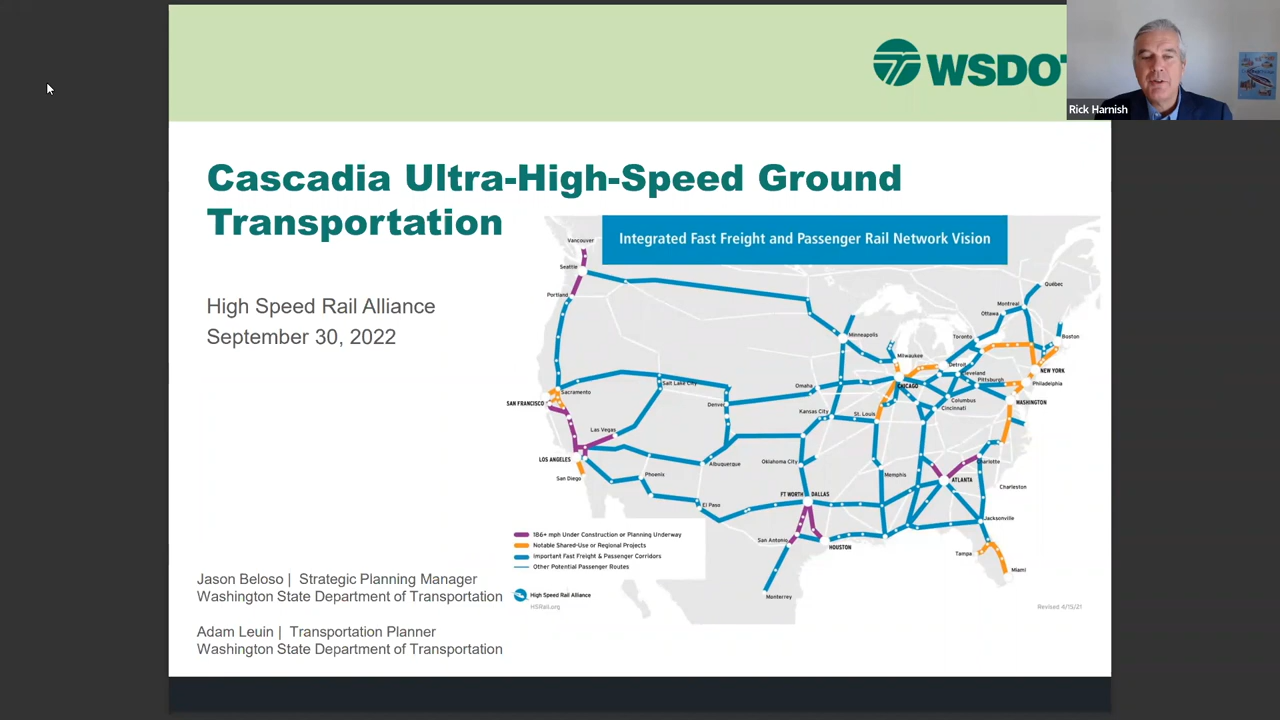 WSDOT
Rick Harnish
Cascadia Ultra-High-Speed Ground
Transportation
High Speed Rail Alliance
September 30, 2022
Integrated Fast Freight and Passenger Rail Network Vision
Vancouver
Seattle
Portland
Sacramento
SAN FRANCISCO
Las Vegas
LOS ANGELES
San Diego
Salt Lake City
Phoenix
Denver
Albuquerque
El Paso
Omaha
Kansas City
Oklahoma City
FT WORTH DALLAS
San Antonio
HOUSTON
Monterrey
Minneapolis
Milwaukee
CHICAGO
St. Louis
Memphis
Detroit
Cleveland
Pittsburgh
Columbus
Cincinnati
Toronto
Ottawa
Montreal
Québec
Boston
NEW YORK
Philadelphia
WASHINGTON
Charlotte
ATLANTA
Charleston
Jacksonville
Tampa
Miami
186+ mph Under Construction or Planning Underway
Notable Shared-Use or Regional Projects
Important Fast Freight & Passenger Corridors
Other Potential Passenger Routes
High Speed Rail Alliance
HSRail.org
Revised 4/15/21
Jason Beloso | Strategic Planning Manager
Washington State Department of Transportation
Adam Leuin | Transportation Planner
Washington State Department of Transportation